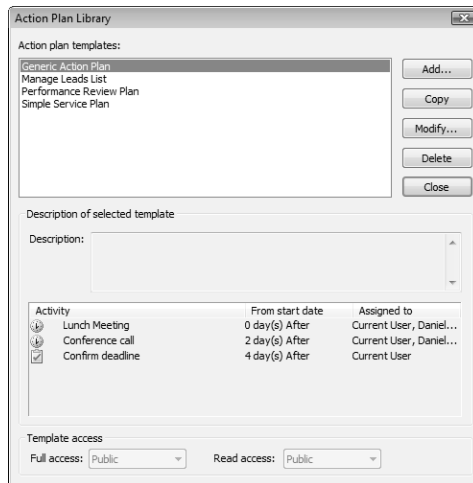 Action Plan Library
Action plan templates:
Generic Action Plan
Manage Leads List
Performance Review Plan
Simple Service Plan
Add...
Copy
Modify...
Delete
Close
Description of selected template
Description:
Activity From start date Assigned to
Lunch Meeting 0 day(s) After Current User, Daniel...
Conference call 2 day(s) After Current User, Daniel...
Confirm deadline 4 day(s) After Current User
Template access
Full access: Public Read access: Public